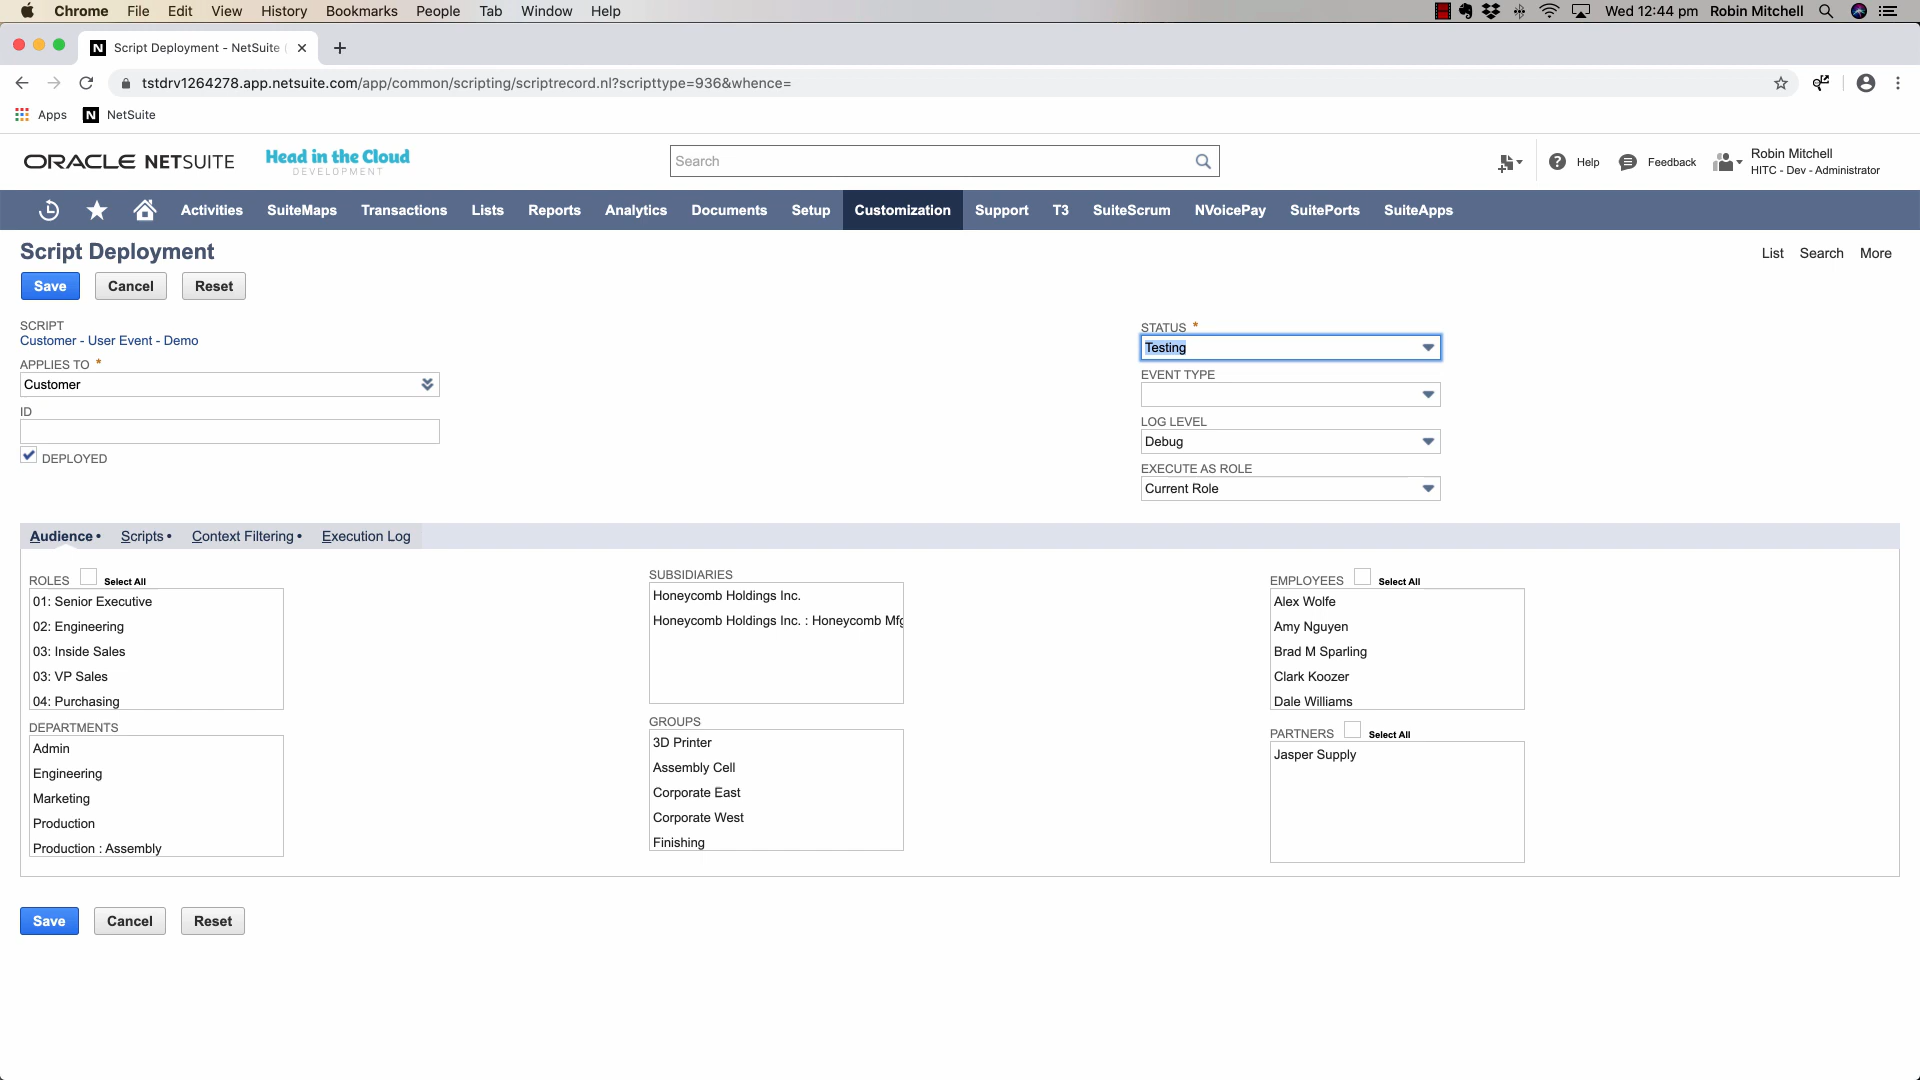 Chrome File Edit View History Bookmarks People Tab Window Help Wed 12:44 pm Robin Mitchell
N Script Deployment - NetSuite
tstdrv1264278.app.netsuite.com/app/common/scripting/scriptrecord.nl?scripttype=936&whence=
Apps N NetSuite
ORACLE NETSUITE Head in the Cloud DEVELOPMENT Search Help Feedback Robin Mitchell
HITC - Dev - Administrator
Activities SuiteMaps Transactions Lists Reports Analytics Documents Setup Customization Support T3 SuiteScrum NVoicePay SuitePorts SuiteApps
Script Deployment List Search More
Save Cancel Reset
SCRIPT
Customer - User Event - Demo
APPLIES TO *
Customer
ID
DEPLOYED
STATUS *
Testing
EVENT TYPE
LOG LEVEL
Debug
EXECUTE AS ROLE
Current Role
Audience • Scripts • Context Filtering • Execution Log
ROLES Select All
01: Senior Executive
02: Engineering
03: Inside Sales
03: VP Sales
04: Purchasing
DEPARTMENTS
Admin
Engineering
Marketing
Production
Production : Assembly
SUBSIDIARIES
Honeycomb Holdings Inc.
Honeycomb Holdings Inc. : Honeycomb Mfg
GROUPS
3D Printer
Assembly Cell
Corporate East
Corporate West
Finishing
EMPLOYEES Select All
Alex Wolfe
Amy Nguyen
Brad M Sparling
Clark Koozer
Dale Williams
PARTNERS Select All
Jasper Supply
Save Cancel Reset